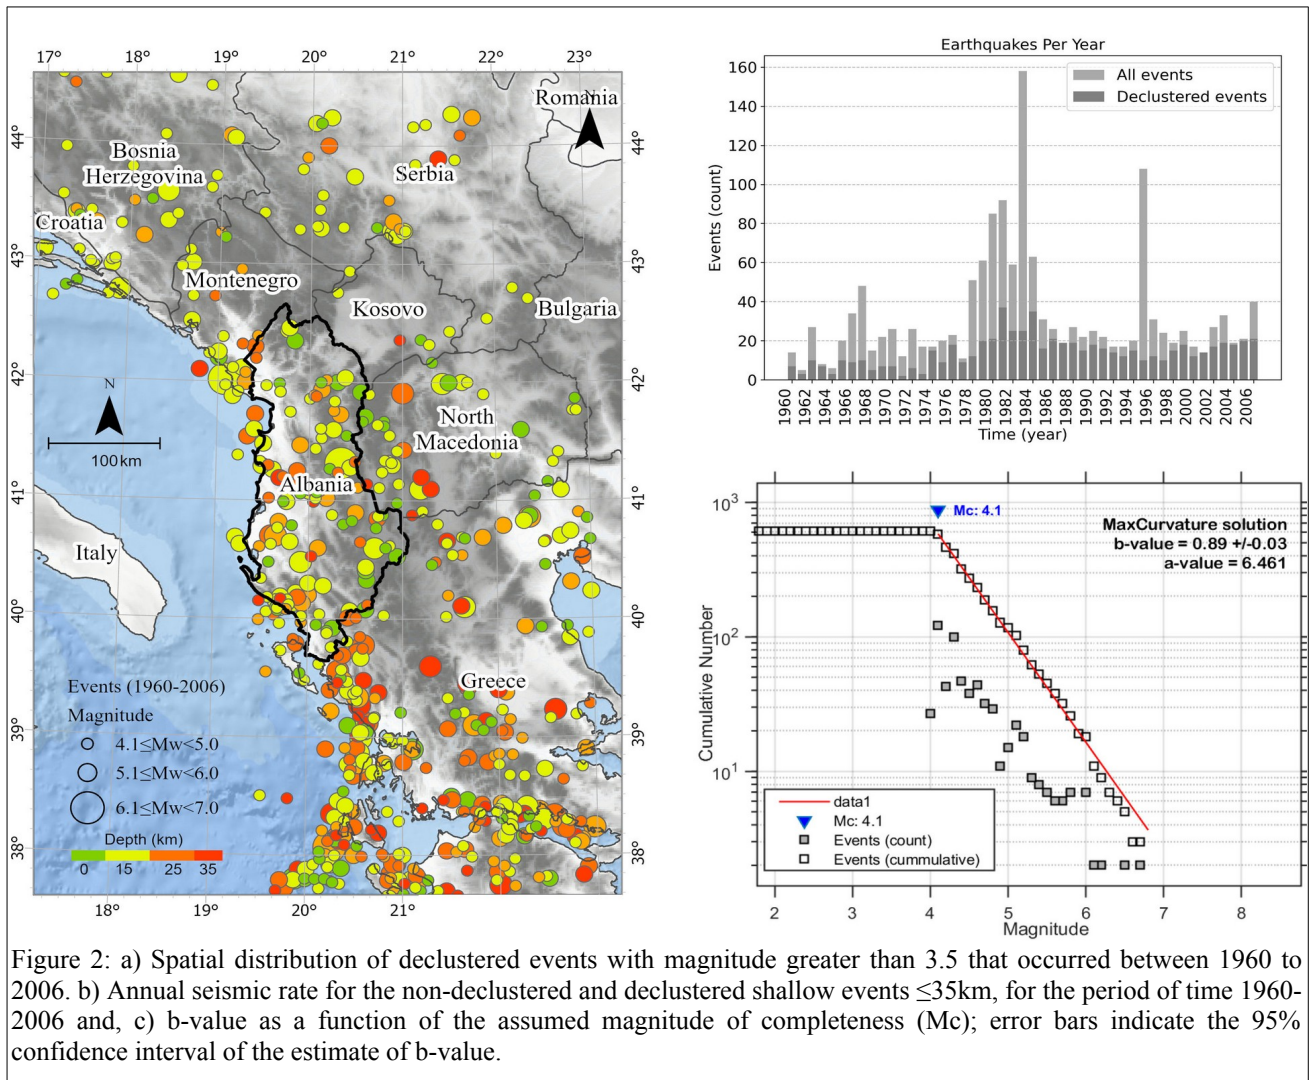 17° 18° 19° 20° 21° 22° 23°
44°
43°
42°
41°
40°
39°
38°
44°
43°
42°
41°
40°
39°
38°
18° 19° 20° 21°
Romania
N
Bosnia
Herzegovina
Serbia
Croatia
Montenegro
Kosovo
Bulgaria
N
100 km
North
Macedonia
Albania
Italy
Greece
Events (1960-2006)
Magnitude
4.1≤Mw<5.0
5.1≤Mw<6.0
6.1≤Mw<7.0
Depth (km)
0 15 25 35
Earthquakes Per Year
All events
Declustered events
Events (count)
160
140
120
100
80
60
40
20
0
1960 1962 1964 1966 1968 1970 1972 1974 1976 1978 1980 1982 1984 1986 1988 1990 1992 1994 1996 1998 2000 2002 2004 2006
Time (year)
Mc: 4.1
MaxCurvature solution
b-value = 0.89 +/-0.03
a-value = 6.461
Cumulative Number
10³
10²
10¹
data1
Mc: 4.1
Events (count)
Events (cummulative)
2 3 4 5 6 7 8
Magnitude
Figure 2: a) Spatial distribution of declustered events with magnitude greater than 3.5 that occurred between 1960 to
2006. b) Annual seismic rate for the non-declustered and declustered shallow events ≤35km, for the period of time 1960-
2006 and, c) b-value as a function of the assumed magnitude of completeness (Mc); error bars indicate the 95%
confidence interval of the estimate of b-value.